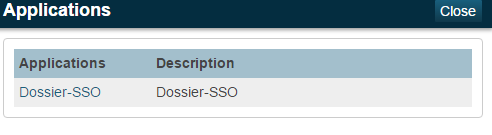 Applications Close
Applications Description
Dossier-SSO Dossier-SSO